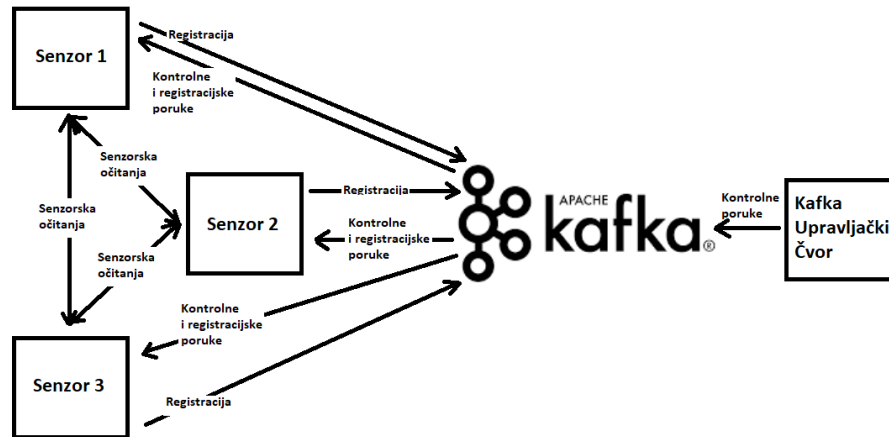 Senzor 1
Registracija
Kontrolne
i registracijske
poruke
Senzorska
očitanja
Senzorska
očitanja
Senzor 2
Registracija
Kontrolne
i registracijske
poruke
Senzorska
očitanja
APACHE
kafka®
Kontrolne
poruke
Kafka
Upravljački
Čvor
Kontrolne
i registracijske
poruke
Senzor 3
Registracija